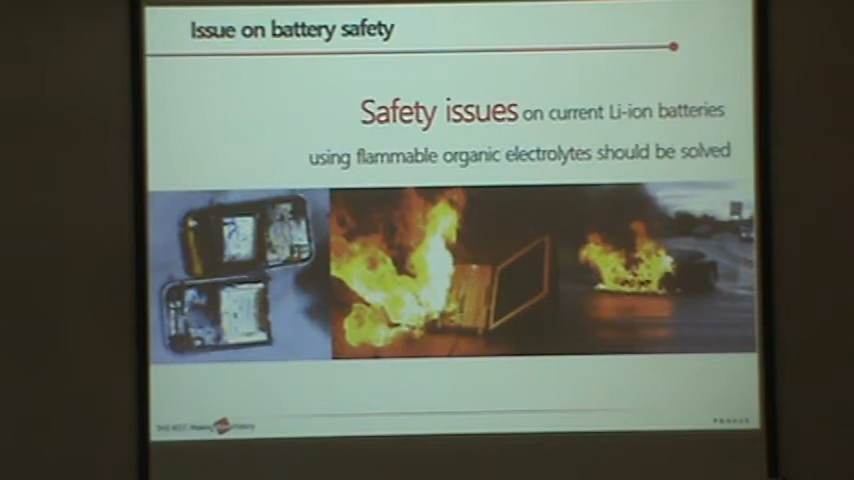 Issue on battery safety
Safety issues on current Li-ion batteries
using flammable organic electrolytes should be solved